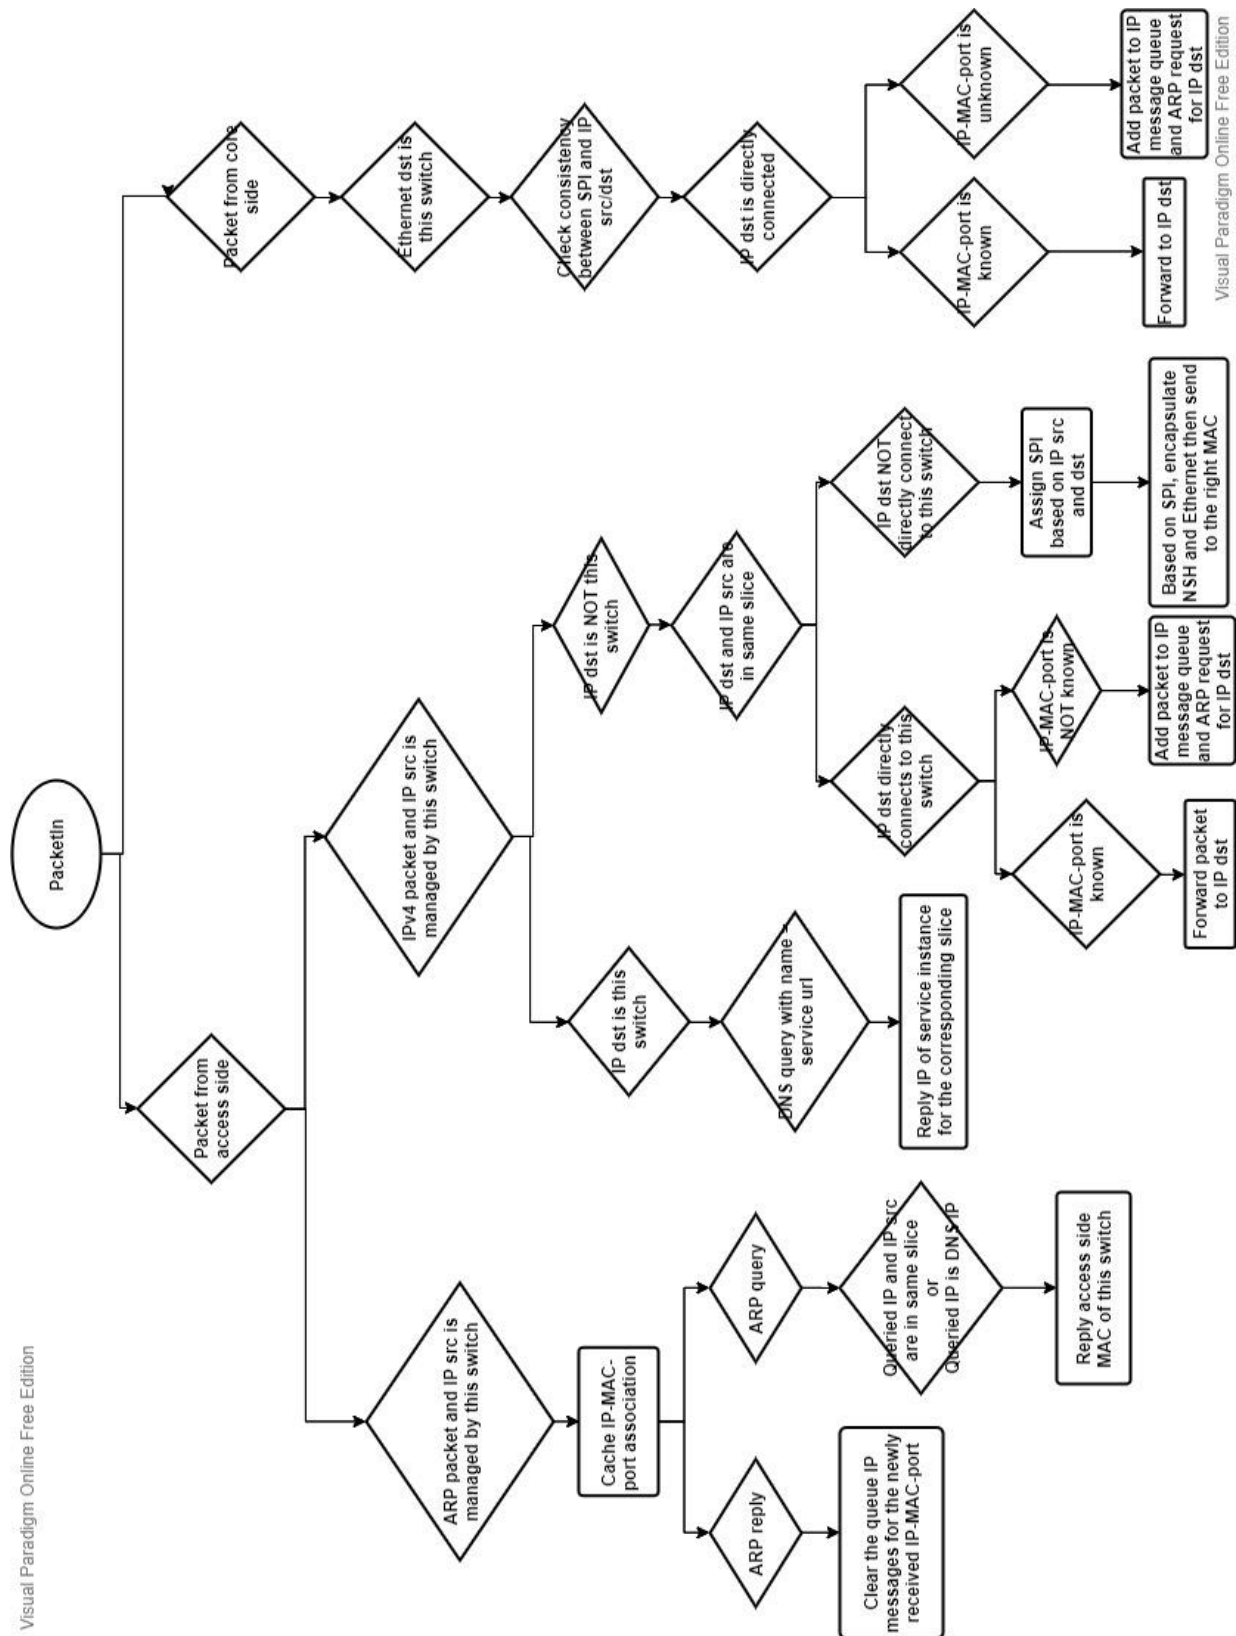 Visual Paradigm Online Free Edition
PacketIn
Packet from
access side
Packet from core
side
ARP packet and IP src is
managed by this switch
IPv4 packet and IP src is
managed by this switch
Ethernet dst is
this switch
Cache IP-MAC-
port association
IP dst is this
switch
IP dst is NOT this
switch
Check consistency
between SPI and IP
src/dst
ARP reply
ARP query
DNS query with name =
service url
IP dst and IP src are
in same slice
IP dst is directly
connected
Clear the queue IP
messages for the newly
received IP-MAC-port
Queried IP and IP src
are in same slice
or
Queried IP is DNS IP
Reply IP of service instance
for the corresponding slice
IP dst directly
connects to this
switch
IP dst NOT
directly connect
to this switch
IP-MAC-port is
known
IP-MAC-port is
unknown
Reply access side
MAC of this switch
IP-MAC-port is
known
IP-MAC-port is
NOT known
Assign SPI
based on IP src
and dst
Forward packet
to IP dst
Add packet to IP
message queue
and ARP request
for IP dst
Based on SPI, encapsulate
NSH and Ethernet then send
to the right MAC
Forward to IP dst
Add packet to IP
message queue
and ARP request
for IP dst
Visual Paradigm Online Free Edition